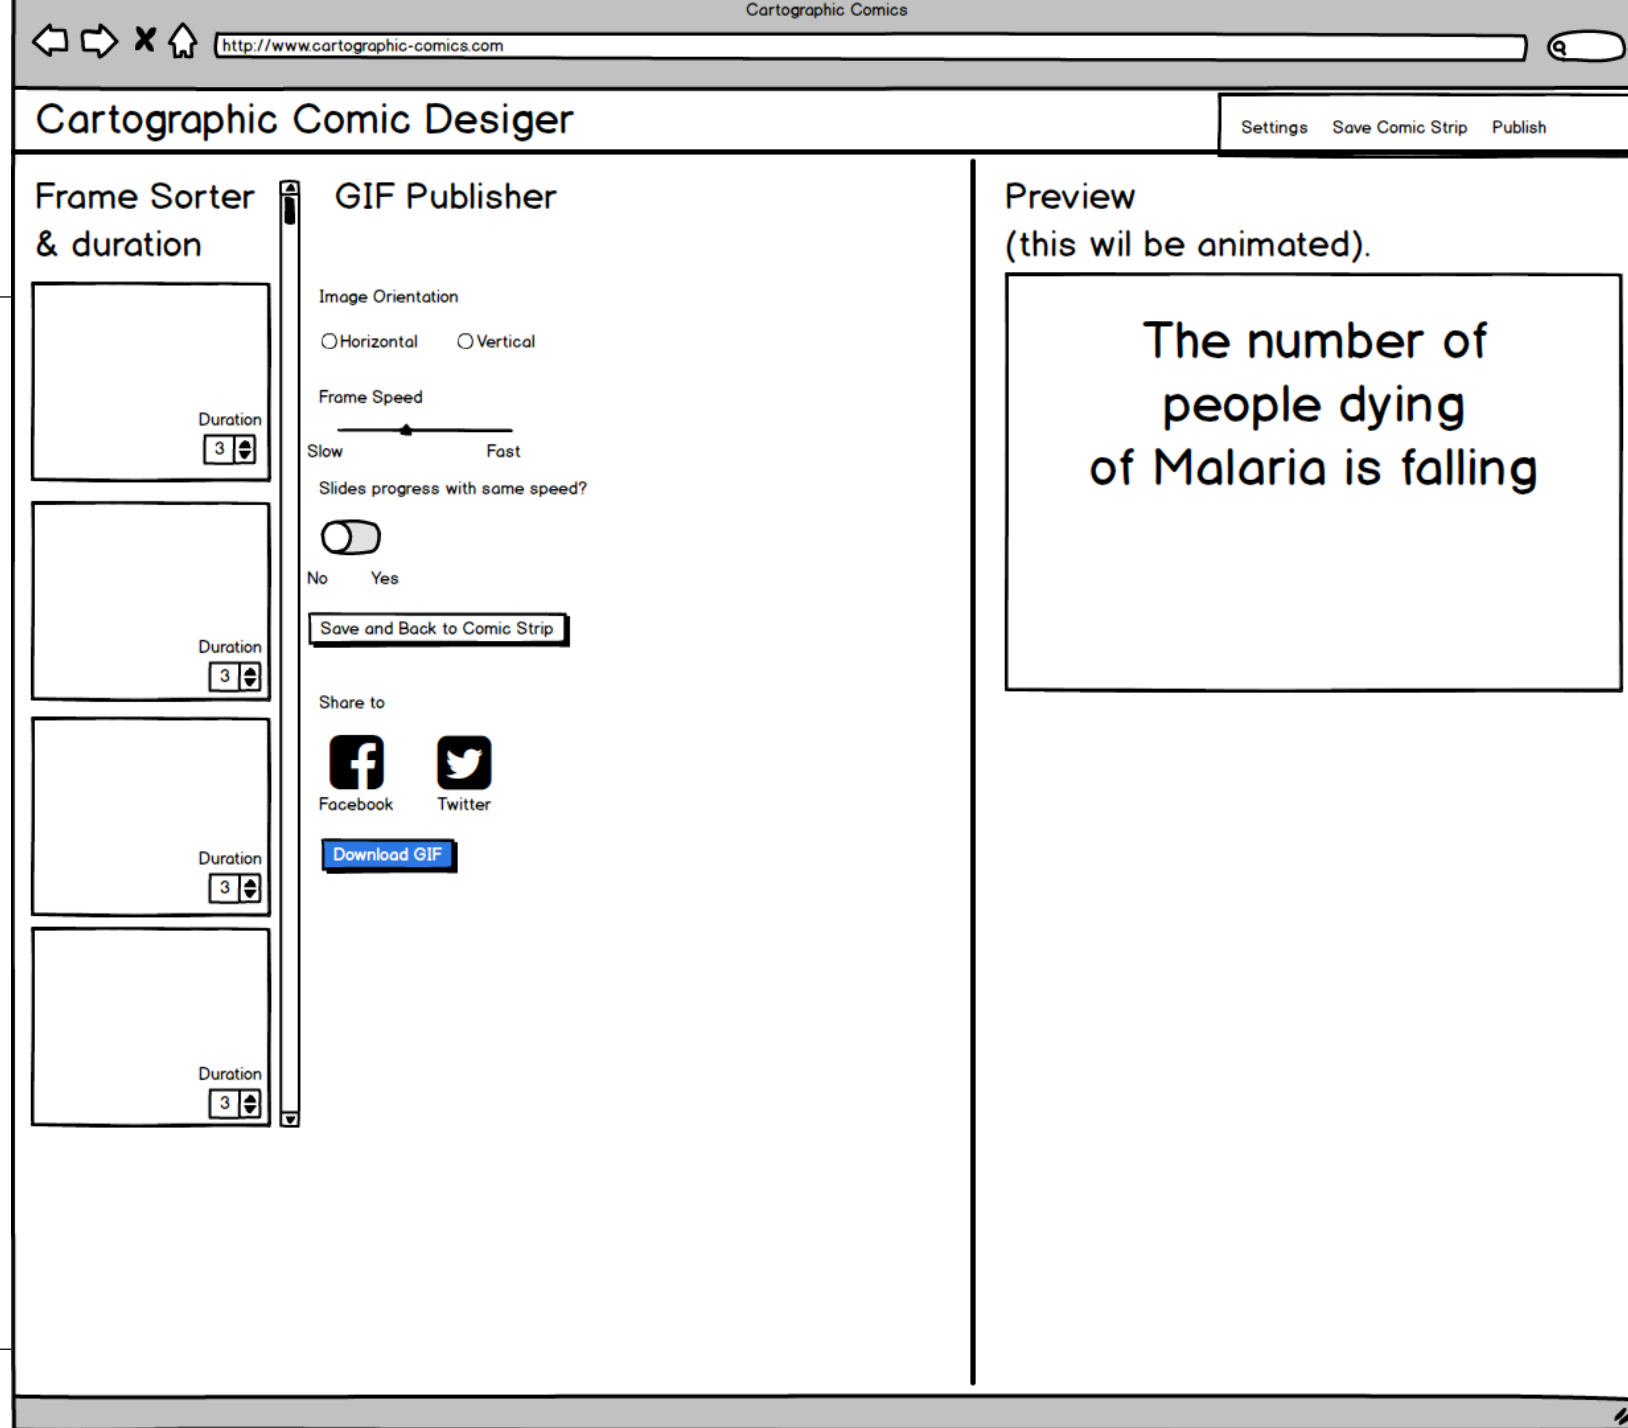 Cartographic Comics
http://www.cartographic-comics.com
Cartographic Comic Desiger
Settings Save Comic Strip Publish
Frame Sorter
& duration
Duration
3
Duration
3
Duration
3
Duration
3
GIF Publisher
Image Orientation
Horizontal Vertical
Frame Speed
Slow Fast
Slides progress with same speed?
No Yes
Save and Back to Comic Strip
Share to
Facebook Twitter
Download GIF
Preview
(this wil be animated).
The number of
people dying
of Malaria is falling